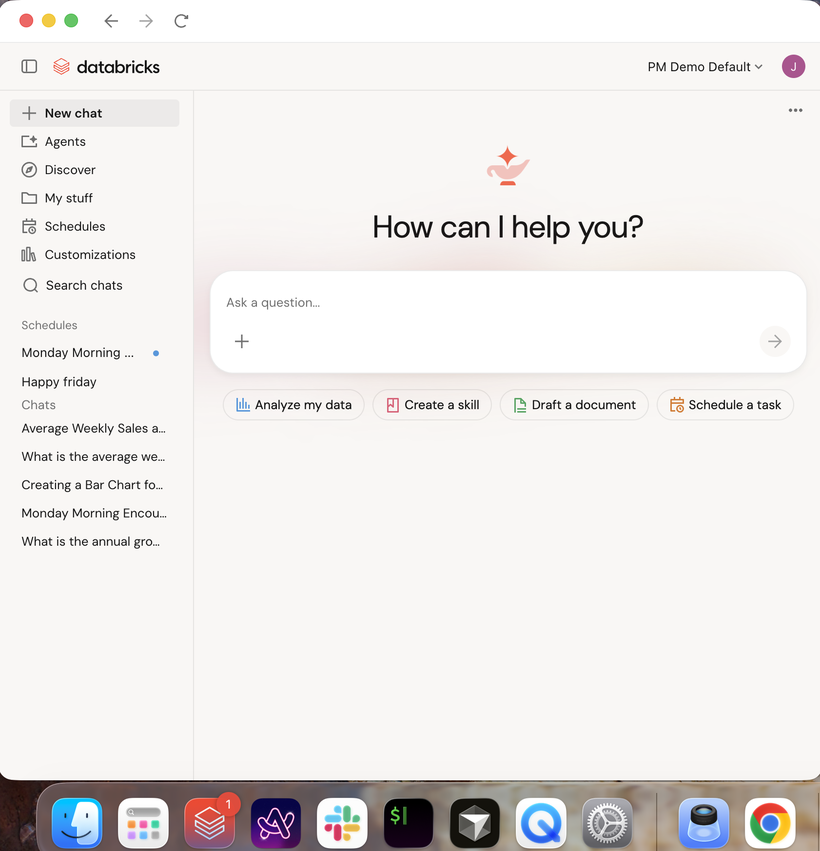 databricks
PM Demo Default
J
New chat
Agents
Discover
My stuff
Schedules
Customizations
Search chats
Schedules
Monday Morning ...
Happy friday
Chats
Average Weekly Sales a...
What is the average we...
Creating a Bar Chart fo...
Monday Morning Encou...
What is the annual gro...
How can I help you?
Ask a question...
Analyze my data
Create a skill
Draft a document
Schedule a task
1
$